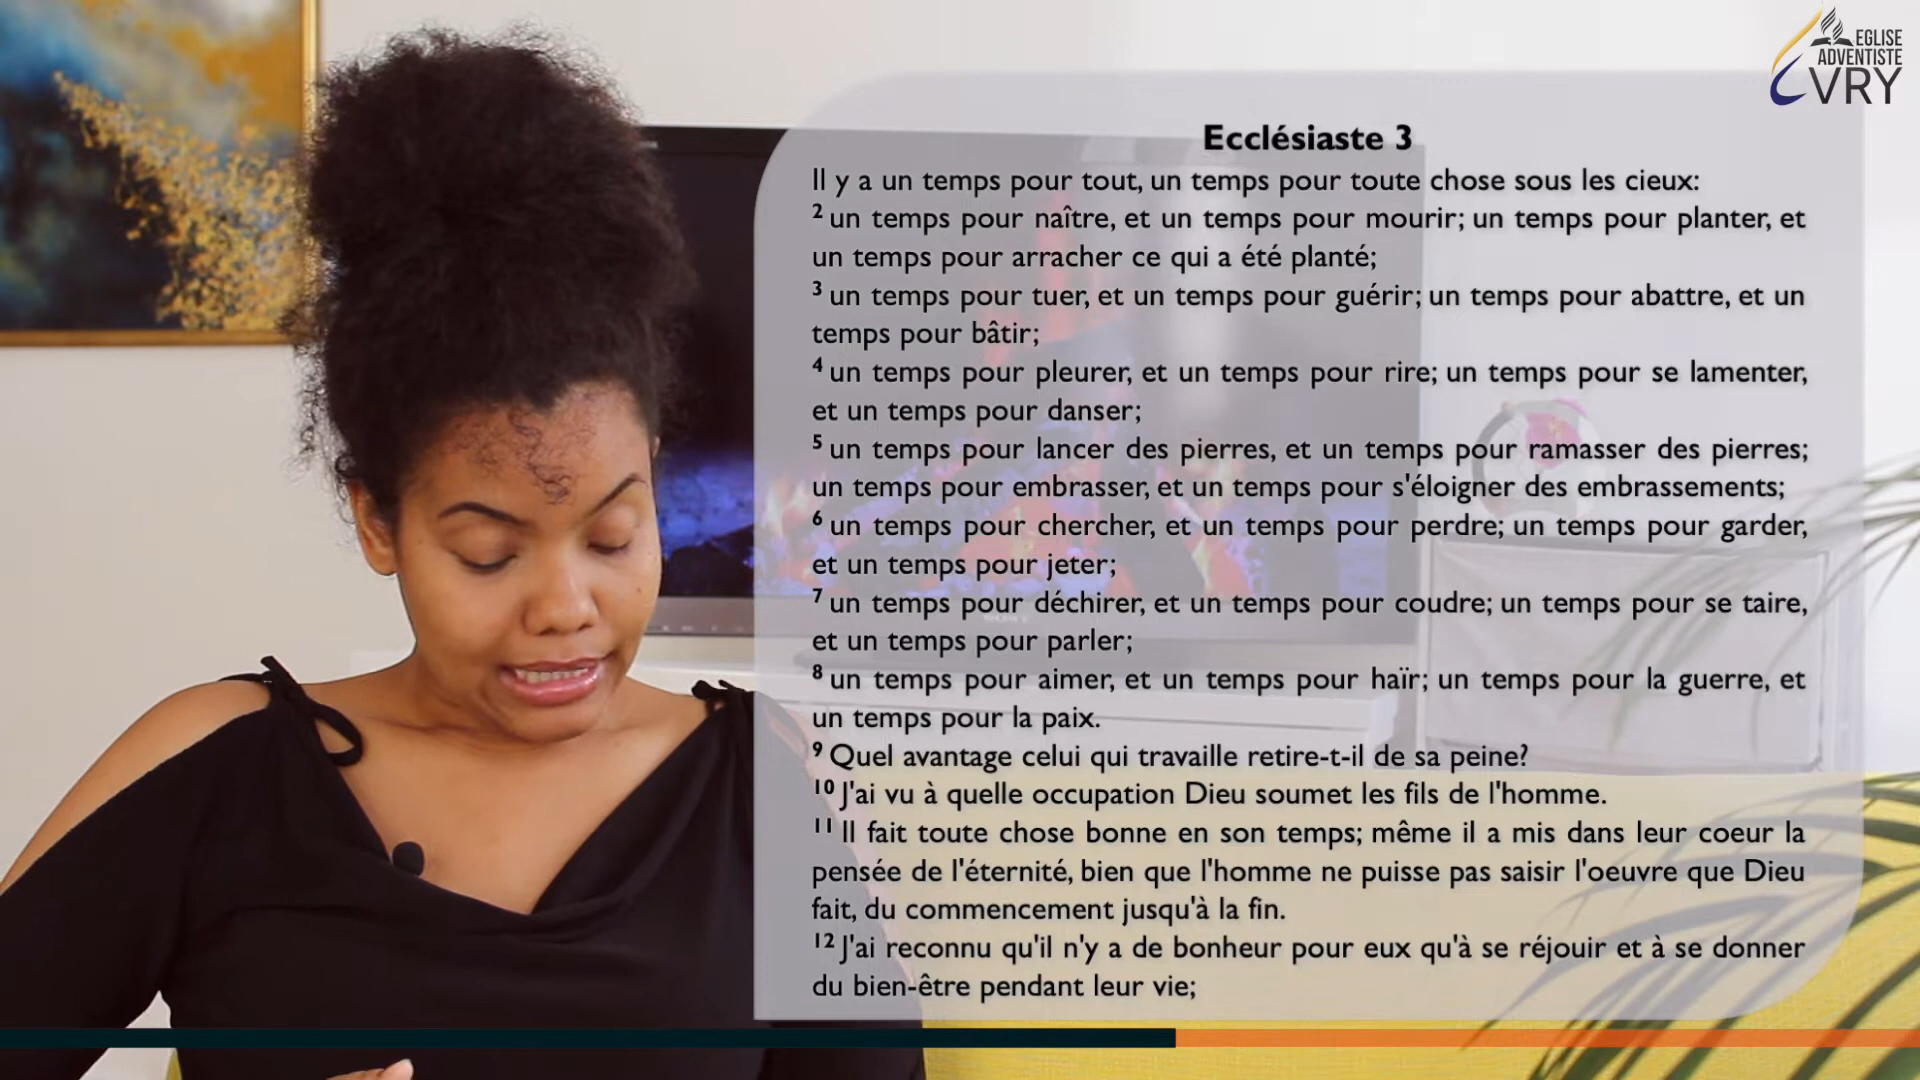 EGLISE
ADVENTISTE
VRY
Ecclésiaste 3
Il y a un temps pour tout, un temps pour toute chose sous les cieux:
2 un temps pour naître, et un temps pour mourir; un temps pour planter, et
un temps pour arracher ce qui a été planté;
3 un temps pour tuer, et un temps pour guérir; un temps pour abattre, et un
temps pour bâtir;
4 un temps pour pleurer, et un temps pour rire; un temps pour se lamenter,
et un temps pour danser;
5 un temps pour lancer des pierres, et un temps pour ramasser des pierres;
un temps pour embrasser, et un temps pour s'éloigner des embrassements;
6 un temps pour chercher, et un temps pour perdre; un temps pour garder,
et un temps pour jeter;
7 un temps pour déchirer, et un temps pour coudre; un temps pour se taire,
et un temps pour parler;
8 un temps pour aimer, et un temps pour haïr; un temps pour la guerre, et
un temps pour la paix.
9 Quel avantage celui qui travaille retire-t-il de sa peine?
10 J'ai vu à quelle occupation Dieu soumet les fils de l'homme.
11 Il fait toute chose bonne en son temps; même il a mis dans leur coeur la
pensée de l'éternité, bien que l'homme ne puisse pas saisir l'oeuvre que Dieu
fait, du commencement jusqu'à la fin.
12 J'ai reconnu qu'il n'y a de bonheur pour eux qu'à se réjouir et à se donner
du bien-être pendant leur vie;